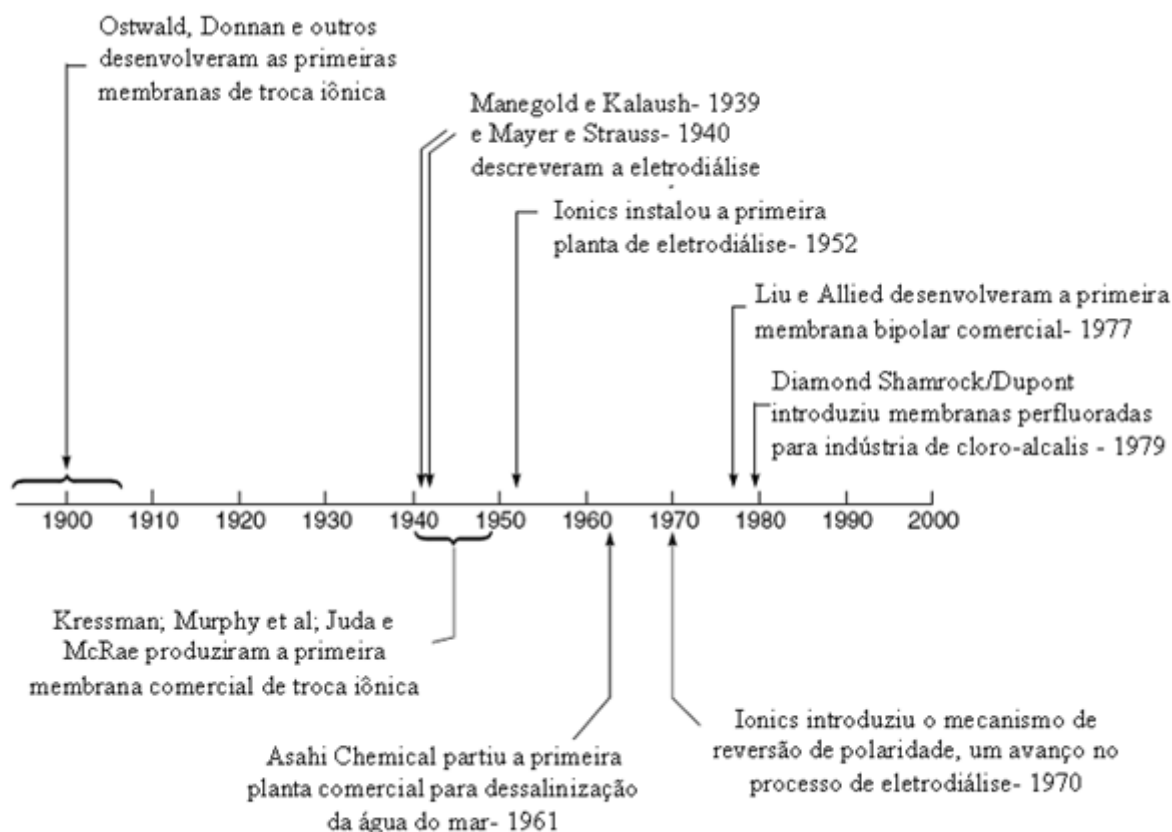 Ostwald, Donnan e outros
desenvolveram as primeiras
membranas de troca iônica
Manegold e Kalaush- 1939
e Mayer e Strauss- 1940
descreveram a eletrodiálise
Ionics instalou a primeira
planta de eletrodiálise- 1952
Liu e Allied desenvolveram a primeira
membrana bipolar comercial- 1977
Diamond Shamrock/Dupont
introduziu membranas perfluoradas
para indústria de cloro-alcalis - 1979
1900 1910 1920 1930 1940 1950 1960 1970 1980 1990 2000
Kressman; Murphy et al; Juda e
McRae produziram a primeira
membrana comercial de troca iônica
Asahi Chemical partiu a primeira
planta comercial para dessalinização
da água do mar- 1961
Ionics introduziu o mecanismo de
reversão de polaridade, um avanço no
processo de eletrodiálise- 1970